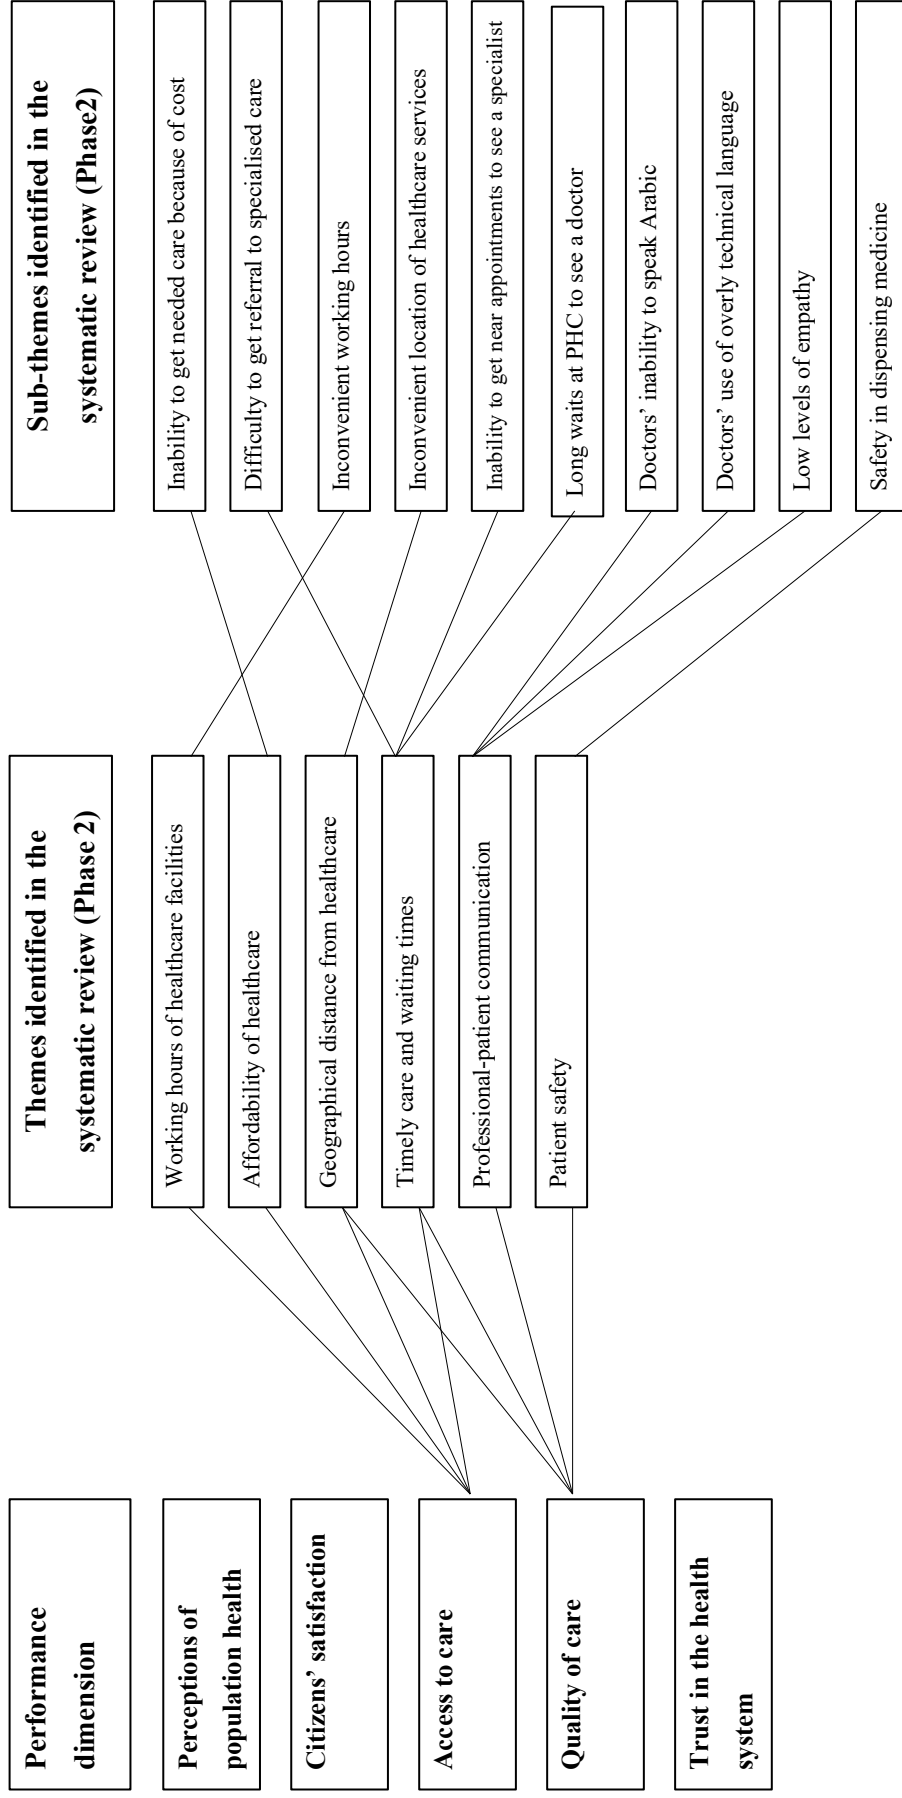 Performance
dimension
Perceptions of
population health
Citizens’ satisfaction
Access to care
Quality of care
Trust in the health
system
Themes identified in the
systematic review (Phase 2)
Working hours of healthcare facilities
Affordability of healthcare
Geographical distance from healthcare
Timely care and waiting times
Professional-patient communication
Patient safety
Sub-themes identified in the
systematic review (Phase2)
Inability to get needed care because of cost
Difficulty to get referral to specialised care
Inconvenient working hours
Inconvenient location of healthcare services
Inability to get near appointments to see a specialist
Long waits at PHC to see a doctor
Doctors’ inability to speak Arabic
Doctors’ use of overly technical language
Low levels of empathy
Safety in dispensing medicine